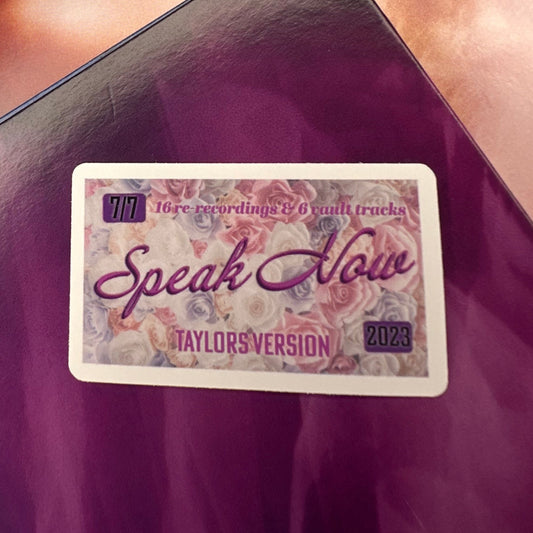 7/7 16 re-recordings & 6 vault tracks
Speak Now
TAYLORS VERSION
2023